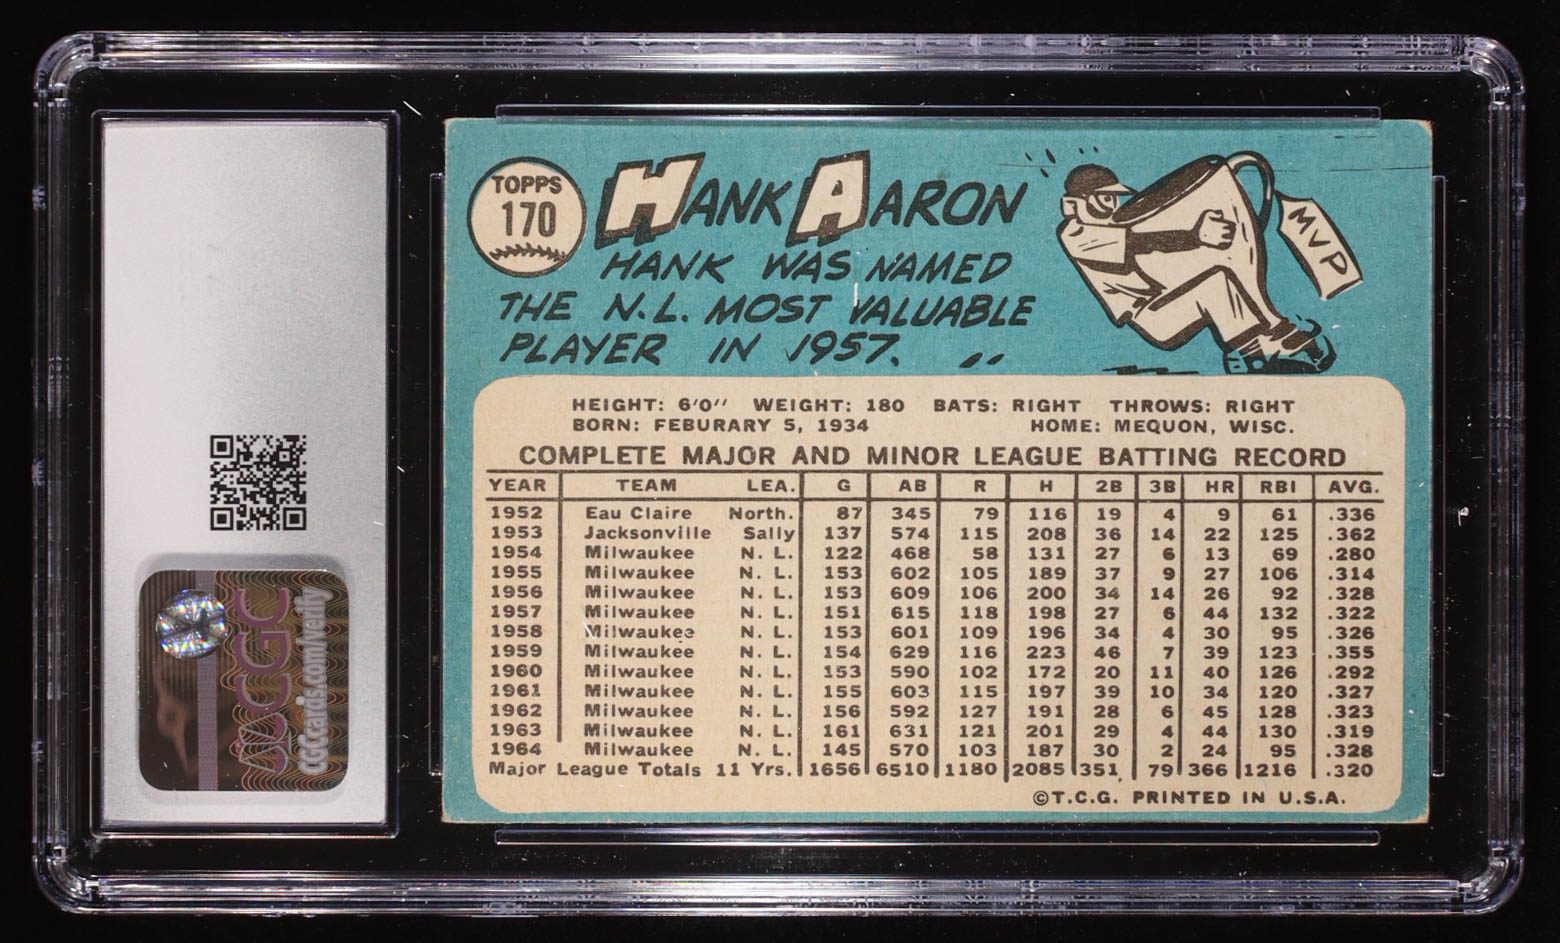 TOPPS
170
HANK AARON
HANK WAS NAMED
THE N.L. MOST VALUABLE
PLAYER IN 1957.
MVP
HEIGHT: 6'0" WEIGHT: 180 BATS: RIGHT THROWS: RIGHT
BORN: FEBURARY 5, 1934 HOME: MEQUON, WISC.
COMPLETE MAJOR AND MINOR LEAGUE BATTING RECORD
YEAR TEAM LEA. G AB R H 2B 3B HR RBI AVG.
1952 Eau Claire North. 87 345 79 116 19 4 9 61 .336
1953 Jacksonville Sally 137 574 115 208 36 14 22 125 .362
1954 Milwaukee N. L. 122 468 58 131 27 6 13 69 .280
1955 Milwaukee N. L. 153 602 105 189 37 9 27 106 .314
1956 Milwaukee N. L. 153 609 106 200 34 14 26 92 .328
1957 Milwaukee N. L. 151 615 118 198 27 6 44 132 .322
1958 Milwaukee N. L. 153 601 109 196 34 4 30 95 .326
1959 Milwaukee N. L. 154 629 116 223 46 7 39 123 .355
1960 Milwaukee N. L. 153 590 102 172 20 11 40 126 .292
1961 Milwaukee N. L. 155 603 115 197 39 10 34 120 .327
1962 Milwaukee N. L. 156 592 127 191 28 6 45 128 .323
1963 Milwaukee N. L. 161 631 121 201 29 4 44 130 .319
1964 Milwaukee N. L. 145 570 103 187 30 2 24 95 .328
Major League Totals 11 Yrs. 1656 6510 1180 2085 351 79 366 1216 .320
©T.C.G. PRINTED IN U.S.A.
CGC
CGCcards.com/verify